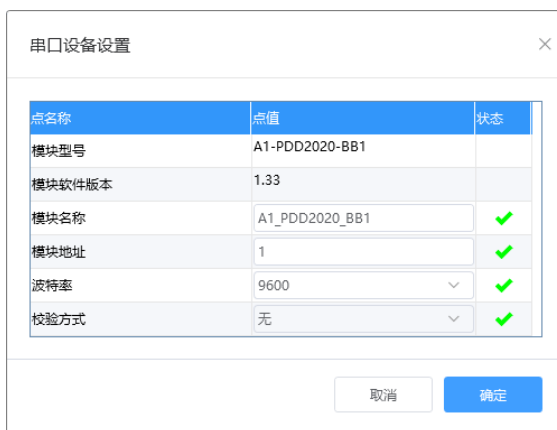 串口设备设置
点名称 点值 状态
模块型号 A1-PDD2020-BB1
模块软件版本 1.33
模块名称 A1_PDD2020_BB1
模块地址 1
波特率 9600
校验方式 无
取消 确定